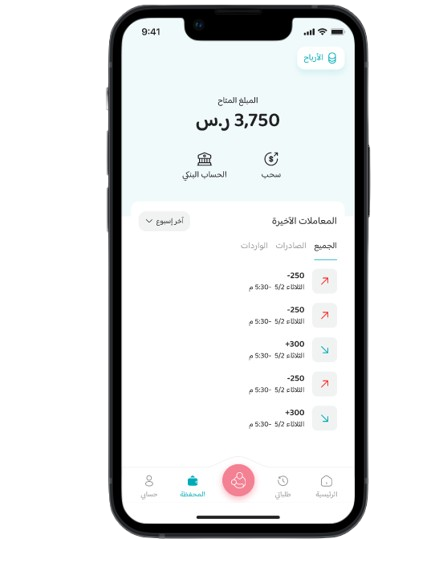 9:41
الأرباح
المبلغ المتاح
3,750 ر.س
سحب
الحساب البنكي
المعاملات الأخيرة
آخر إسبوع
الجميع
الصادرات
الواردات
-250
الثلاثاء 5/2 -5:30 م
-250
الثلاثاء 5/2 -5:30 م
+300
الثلاثاء 5/2 -5:30 م
-250
الثلاثاء 5/2 -5:30 م
+300
الثلاثاء 5/2 -5:30 م
الرئيسية
طلباتي
المحفظة
حسابي